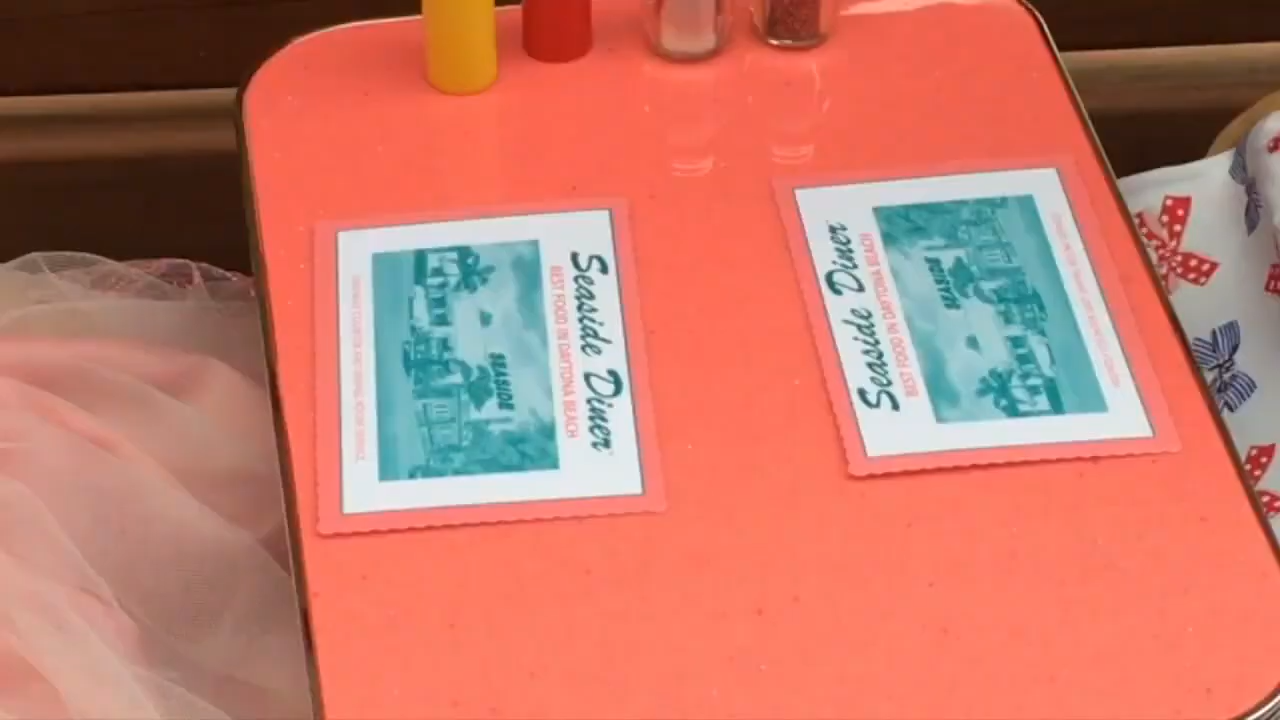 Seaside Diner
BEST FOOD IN DAYTONA BEACH
SEASIDE
Seaside Diner
BEST FOOD IN DAYTONA BEACH
SEASIDE